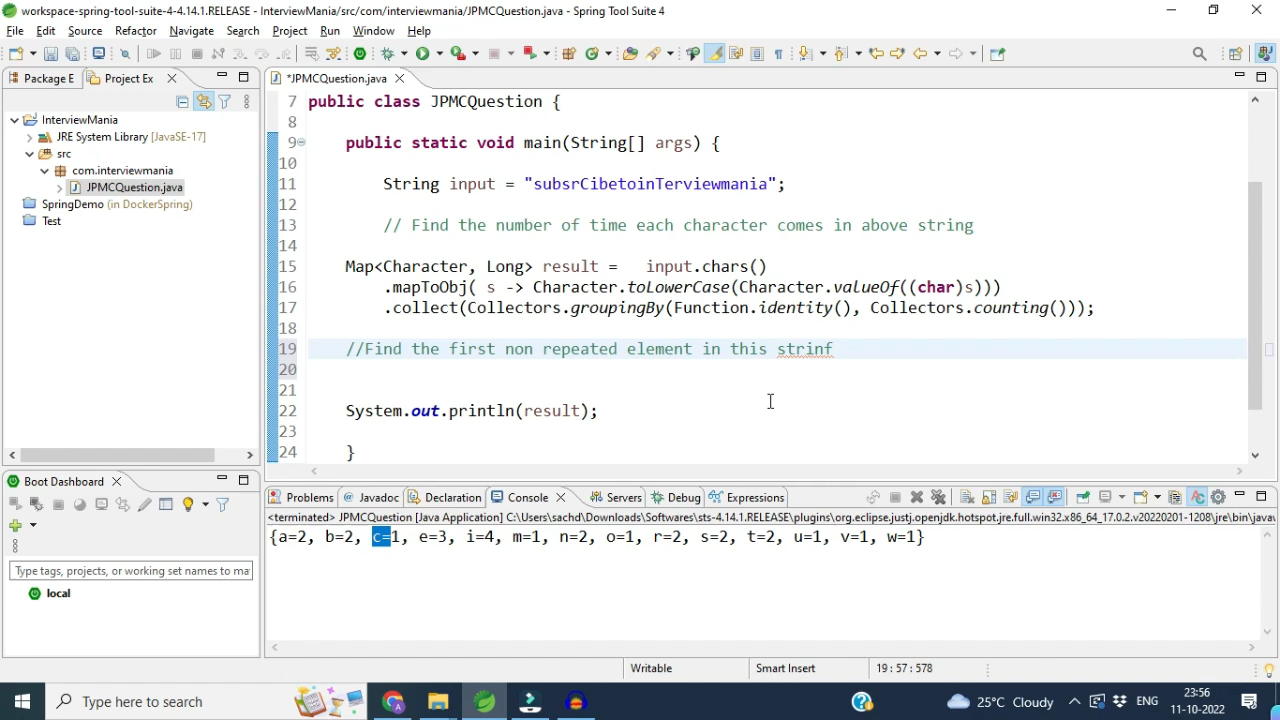 workspace-spring-tool-suite-4-4.14.1.RELEASE - InterviewMania/src/com/interviewmania/JPMCQuestion.java - Spring Tool Suite 4
File Edit Source Refactor Navigate Search Project Run Window Help
Package E Project Ex
*JPMCQuestion.java
InterviewMania
JRE System Library [JavaSE-17]
src
com.interviewmania
JPMCQuestion.java
SpringDemo (in DockerSpring)
Test
7 public class JPMCQuestion {
8
9 public static void main(String[] args) {
10
11 String input = "subsrCibetoinTerviewmania";
12
13 // Find the number of time each character comes in above string
14
15 Map<Character, Long> result = input.chars()
16 .mapToObj( s -> Character.toLowerCase(Character.valueOf((char)s)))
17 .collect(Collectors.groupingBy(Function.identity(), Collectors.counting()));
18
19 //Find the first non repeated element in this strinf
20
21
22 System.out.println(result);
23
24 }
Boot Dashboard
Type tags, projects, or working set names to ma
local
Problems Javadoc Declaration Console Servers Debug Expressions
<terminated> JPMCQuestion [Java Application] C:\Users\sachd\Downloads\Softwares\sts-4.14.1.RELEASE\plugins\org.eclipse.justj.openjdk.hotspot.jre.full.win32.x86_64_17.0.2.v20220201-1208\jre\bin\javav
{a=2, b=2, c=1, e=3, i=4, m=1, n=2, o=1, r=2, s=2, t=2, u=1, v=1, w=1}
Writable Smart Insert 19 : 57 : 578
Type here to search
25°C Cloudy
ENG
23:56
11-10-2022